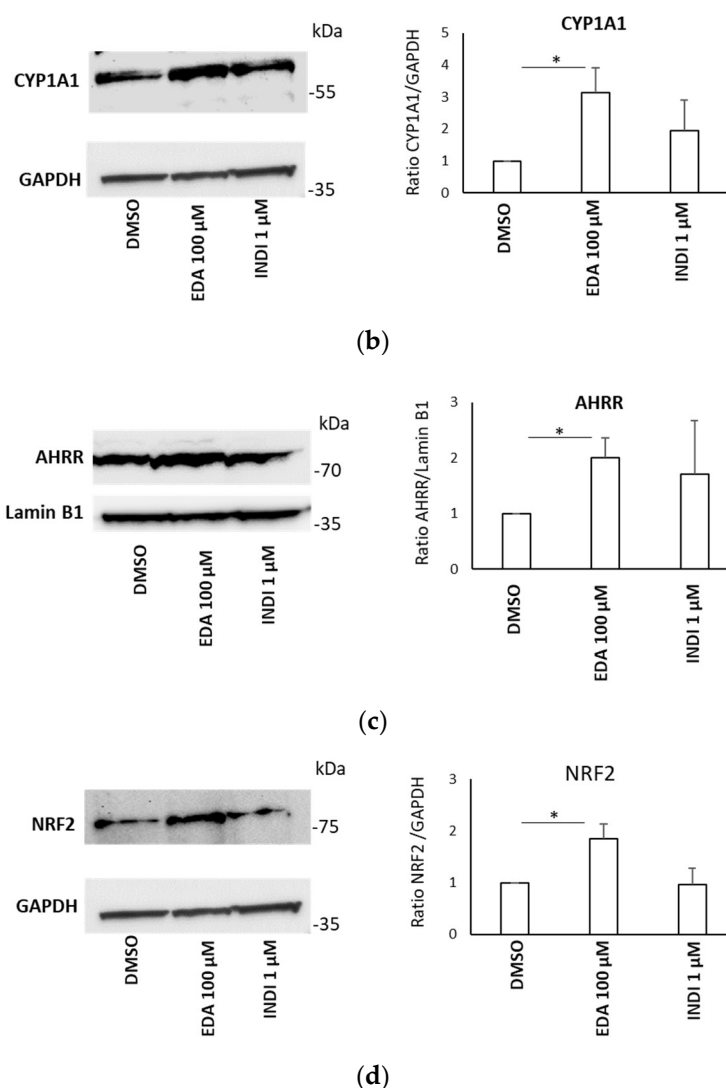 kDa
CYP1A1
-55
GAPDH
-35
DMSO
EDA 100 µM
INDI 1 µM
CYP1A1
Ratio CYP1A1/GAPDH
5
4
3
2
1
0
*
DMSO
EDA 100 µM
INDI 1 µM
(b)
kDa
AHRR
-70
Lamin B1
-35
DMSO
EDA 100 µM
INDI 1 µM
AHRR
Ratio AHRR/Lamin B1
3
2
1
0
*
DMSO
EDA 100 µM
INDI 1 µM
(c)
kDa
NRF2
-75
GAPDH
-35
DMSO
EDA 100 µM
INDI 1 µM
NRF2
Ratio NRF2 /GAPDH
3
2
1
0
*
DMSO
EDA 100 µM
INDI 1 µM
(d)